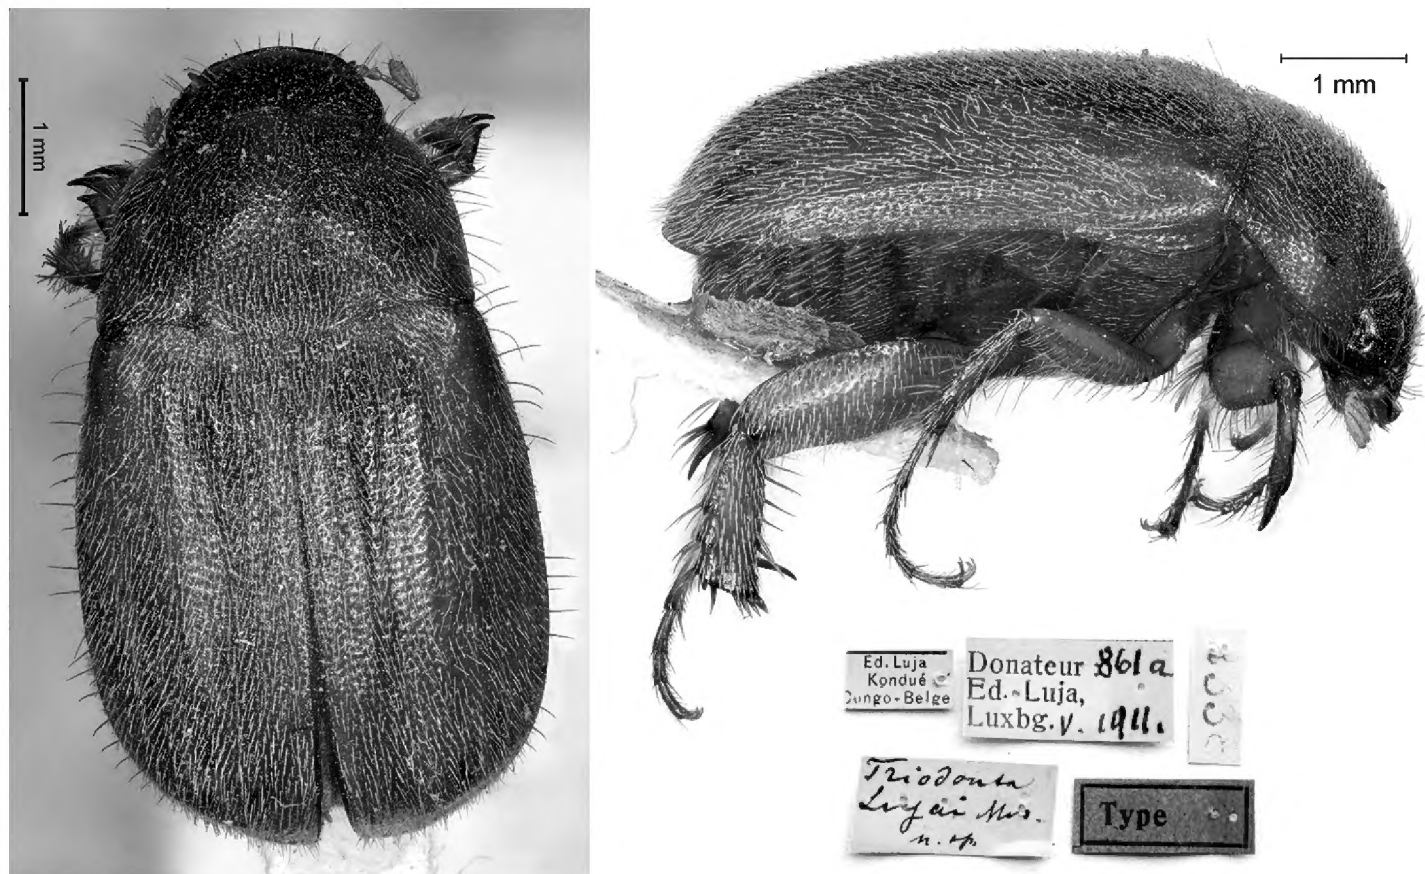 1 mm
1 mm
Ed. Luja
Kondué
Congo-Belge
Donateur 861a
Ed. Luja,
Luxbg. V. 1911.
Triodonta
Lujai Mos.
n. sp.
Type